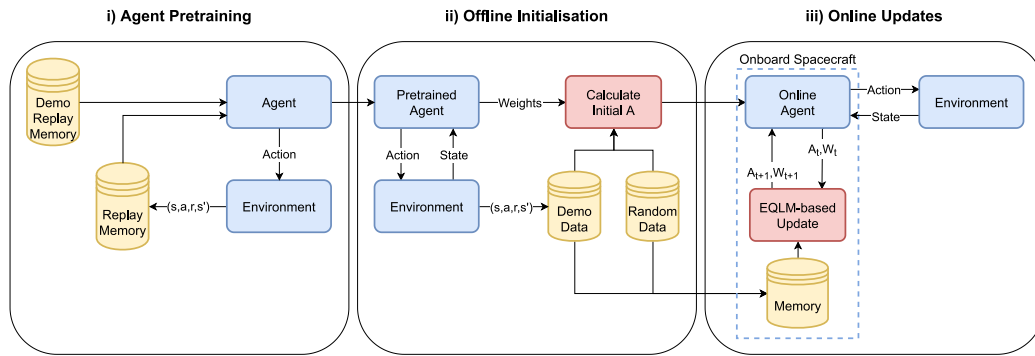 i) Agent Pretraining
Demo
Replay
Memory
Agent
Action
Environment
(s,a,r,s')
Replay
Memory
ii) Offline Initialisation
Pretrained
Agent
Weights
Calculate
Initial A
Action
State
Environment
(s,a,r,s')
Demo
Data
Random
Data
iii) Online Updates
Onboard Spacecraft
Online
Agent
Action
State
Environment
A_{t+1},W_{t+1}
A_t,W_t
EQLM-based
Update
Memory